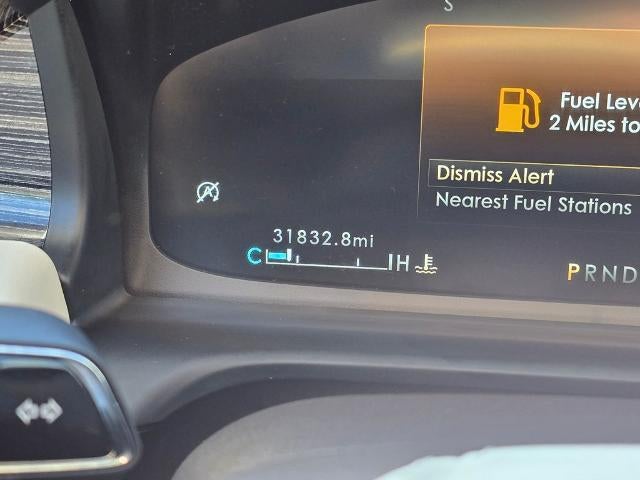 S
Fuel Lev
2 Miles to
Dismiss Alert
Nearest Fuel Stations
31832.8mi
C H
PRND